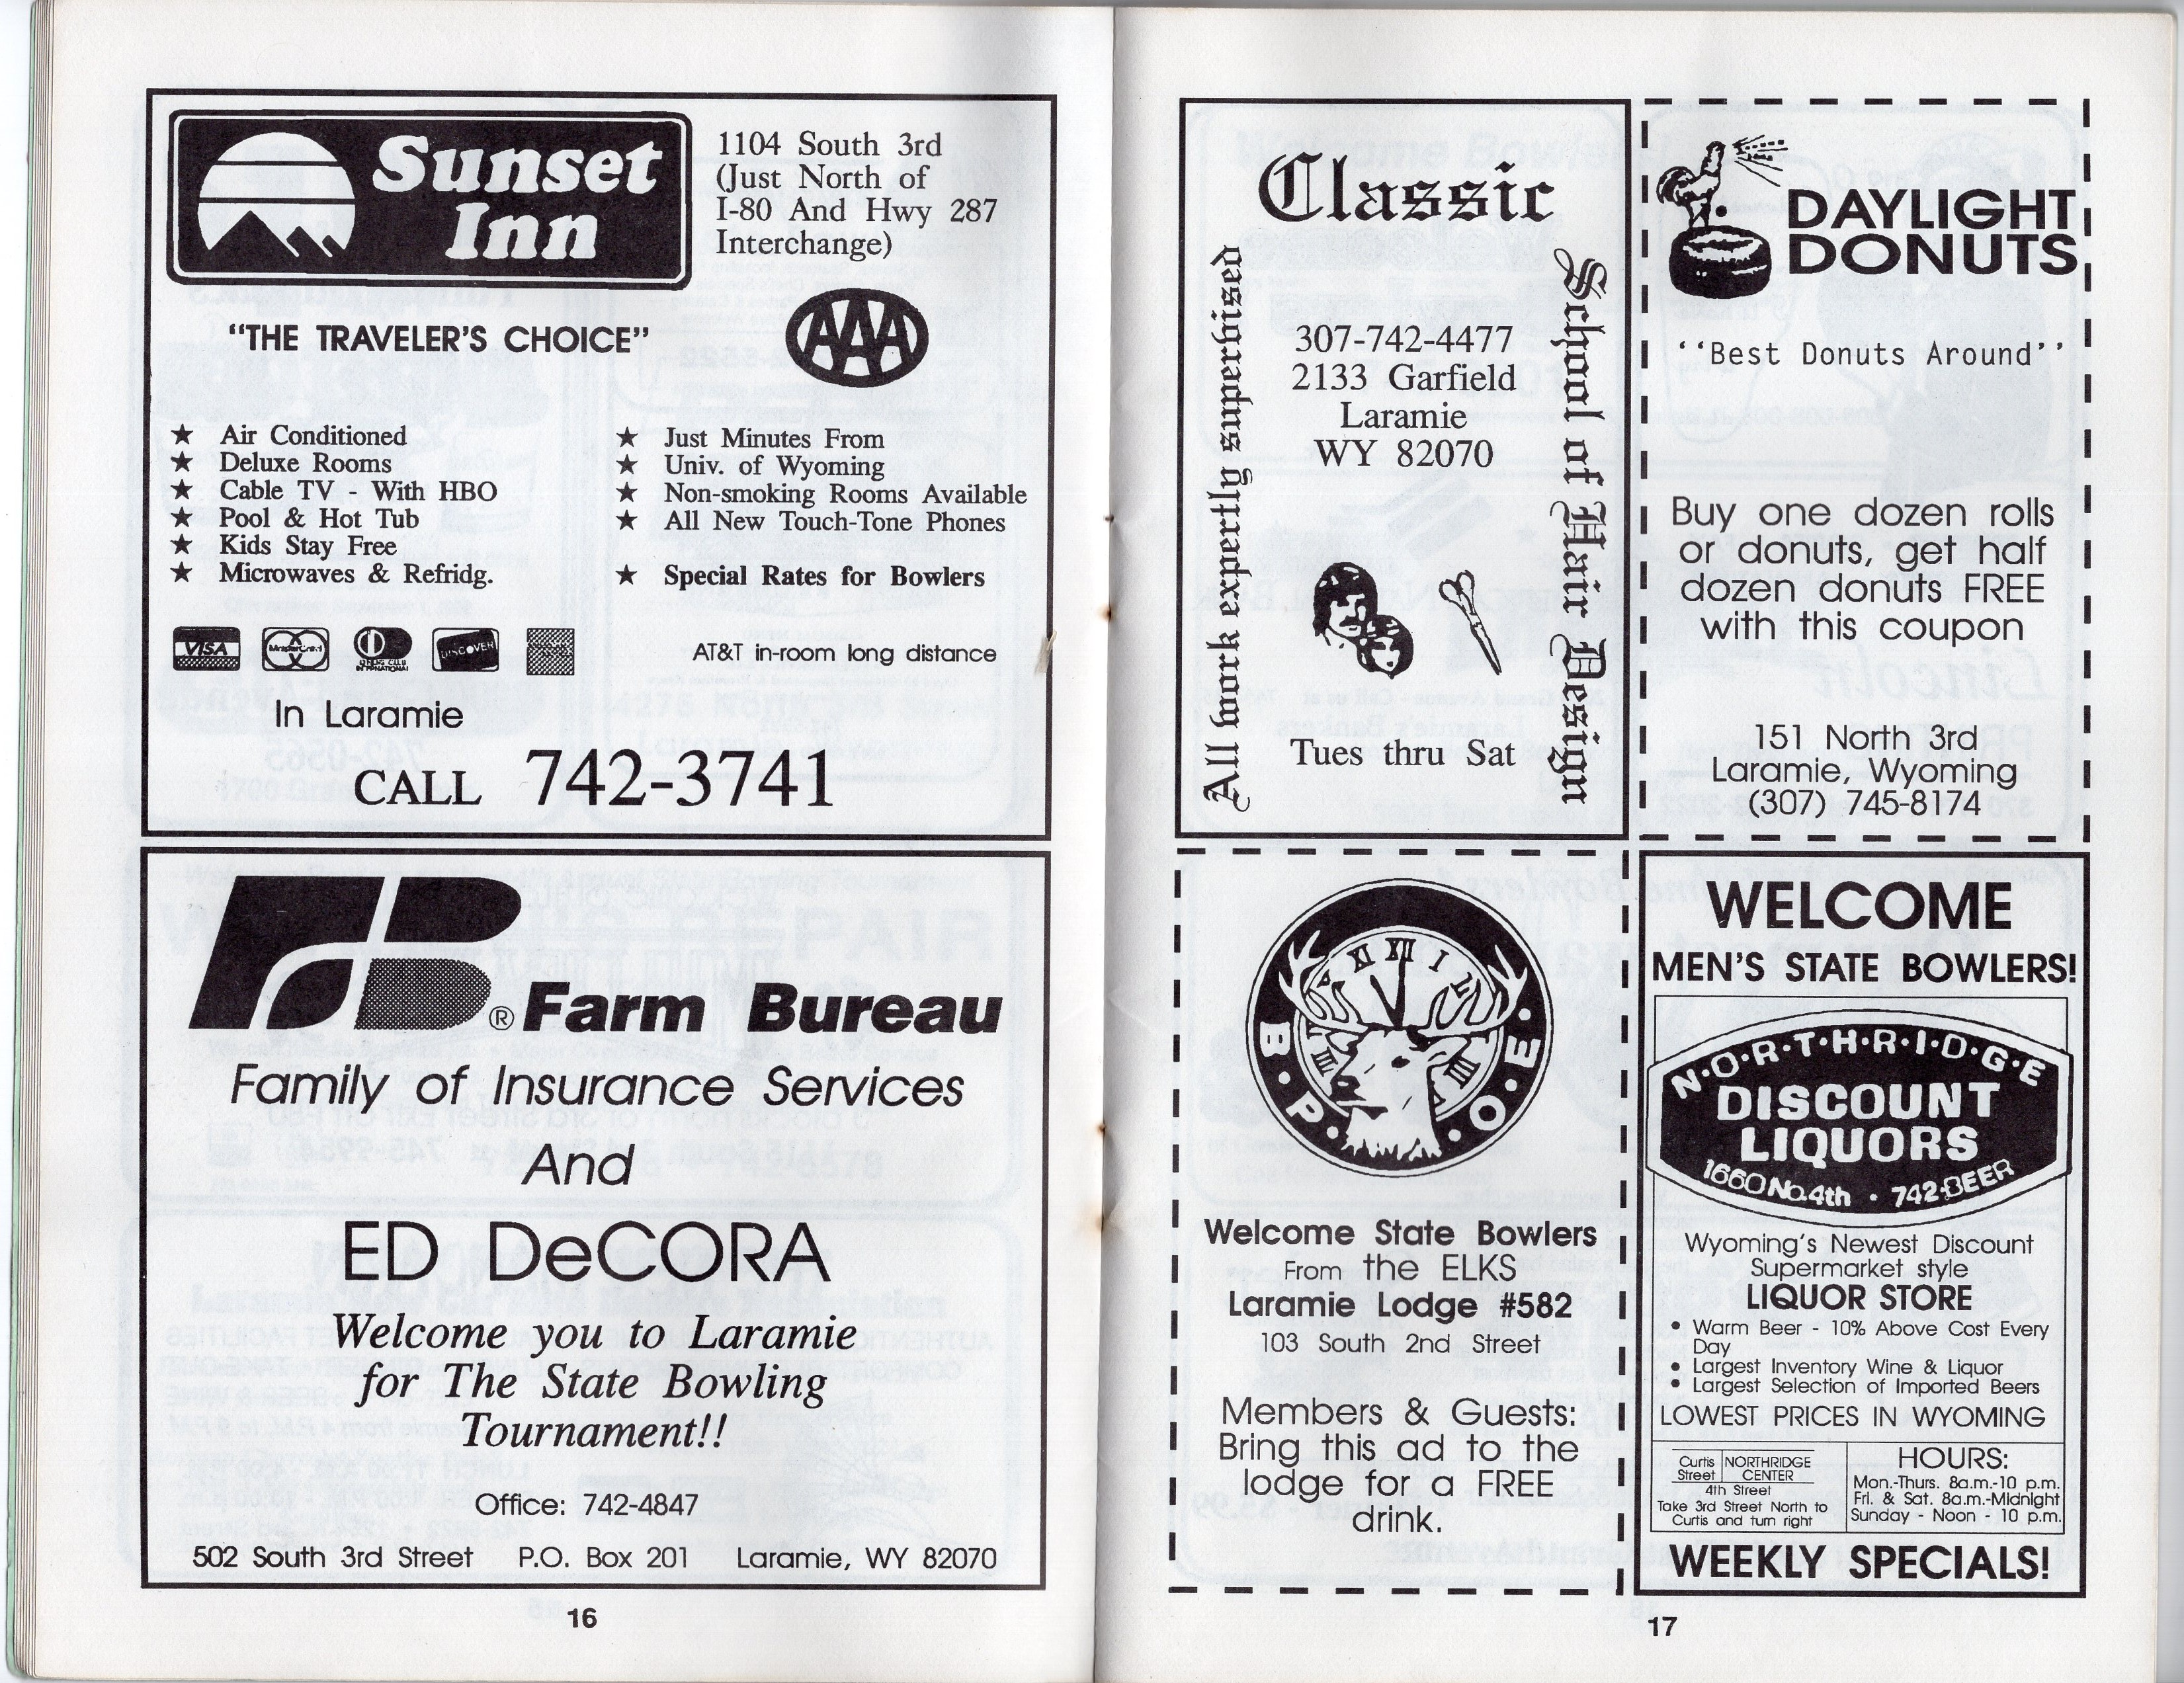 Sunset
Inn
1104 South 3rd
(Just North of
I-80 And Hwy 287
Interchange)
"THE TRAVELER'S CHOICE"
AAA
★ Air Conditioned
★ Deluxe Rooms
★ Cable TV - With HBO
★ Pool & Hot Tub
★ Kids Stay Free
★ Microwaves & Refridg.
★ Just Minutes From
★ Univ. of Wyoming
★ Non-smoking Rooms Available
★ All New Touch-Tone Phones
★ Special Rates for Bowlers
VISA
MasterCard
DINERS CLUB
INTERNATIONAL
DISCOVER
AT&T in-room long distance
In Laramie
CALL 742-3741
FB® Farm Bureau
Family of Insurance Services
And
ED DeCORA
Welcome you to Laramie
for The State Bowling
Tournament!!
Office: 742-4847
502 South 3rd Street P.O. Box 201 Laramie, WY 82070
16
Classic
School of Hair Design
All work expertly supervised
307-742-4477
2133 Garfield
Laramie
WY 82070
Tues thru Sat
DAYLIGHT
DONUTS
''Best Donuts Around''
Buy one dozen rolls
or donuts, get half
dozen donuts FREE
with this coupon
151 North 3rd
Laramie, Wyoming
(307) 745-8174
XI XII I II
III
B•P•O•E•
Welcome State Bowlers
From the ELKS
Laramie Lodge #582
103 South 2nd Street
Members & Guests:
Bring this ad to the
lodge for a FREE
drink.
WELCOME
MEN'S STATE BOWLERS!
N•O•R•T•H•R•I•D•G•E
DISCOUNT
LIQUORS
1660 No. 4th • 742-BEER
Wyoming's Newest Discount
Supermarket style
LIQUOR STORE
• Warm Beer - 10% Above Cost Every
Day
• Largest Inventory Wine & Liquor
• Largest Selection of Imported Beers
LOWEST PRICES IN WYOMING
Curtis
Street
NORTHRIDGE
CENTER
4th Street
Take 3rd Street North to
Curtis and turn right
HOURS:
Mon.-Thurs. 8a.m.-10 p.m.
Fri. & Sat. 8a.m.-Midnight
Sunday - Noon - 10 p.m.
WEEKLY SPECIALS!
17